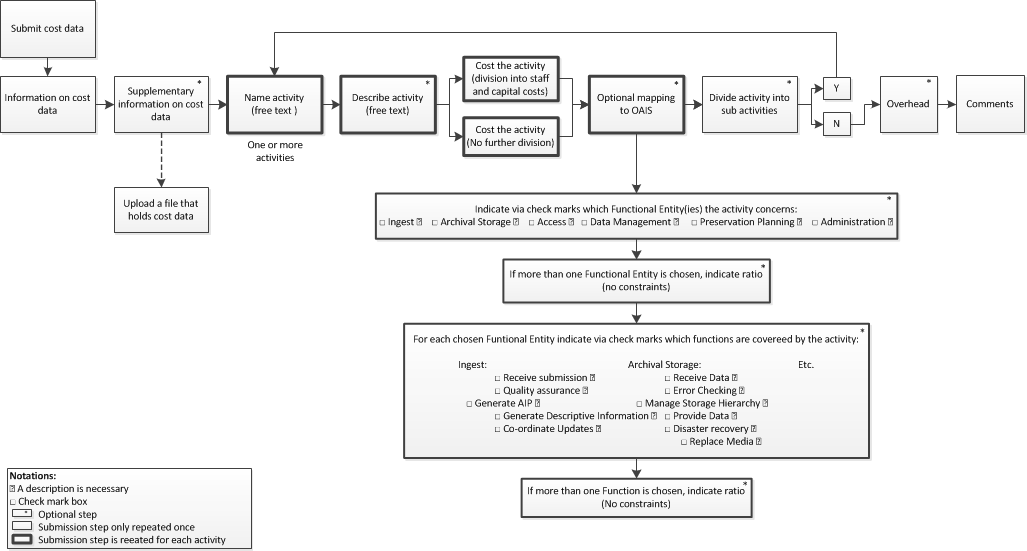 Submit cost data
Information on cost
data
*
Supplementary
information on cost
data
Upload a file that
holds cost data
Name activity
(free text )
One or more
activities
*
Describe activity
(free text)
Cost the activity
(division into staff
and capital costs)
Cost the activity
(No further division)
*
Optional mapping
to OAIS
*
Divide activity into
sub activities
Y
N
*
Overhead
Comments
*
Indicate via check marks which Functional Entity(ies) the activity concerns:
□ Ingest ⍰ □ Archival Storage ⍰ □ Access ⍰ □ Data Management ⍰ □ Preservation Planning ⍰ □ Administration ⍰
*
If more than one Functional Entity is chosen, indicate ratio
(no constraints)
*
For each chosen Funtional Entity indicate via check marks which functions are covereed by the activity:
Ingest:
□ Receive submission ⍰
□ Quality assurance ⍰
□ Generate AIP ⍰
□ Generate Descriptive Information ⍰
□ Co-ordinate Updates ⍰
Archival Storage:
□ Receive Data ⍰
□ Error Checking ⍰
□ Manage Storage Hierarchy ⍰
□ Provide Data ⍰
□ Disaster recovery ⍰
□ Replace Media ⍰
Etc.
*
If more than one Function is chosen, indicate ratio
(No constraints)
Notations:
⍰ A description is necessary
□ Check mark box
* Optional step
Submission step only repeated once
Submission step is reeated for each activity